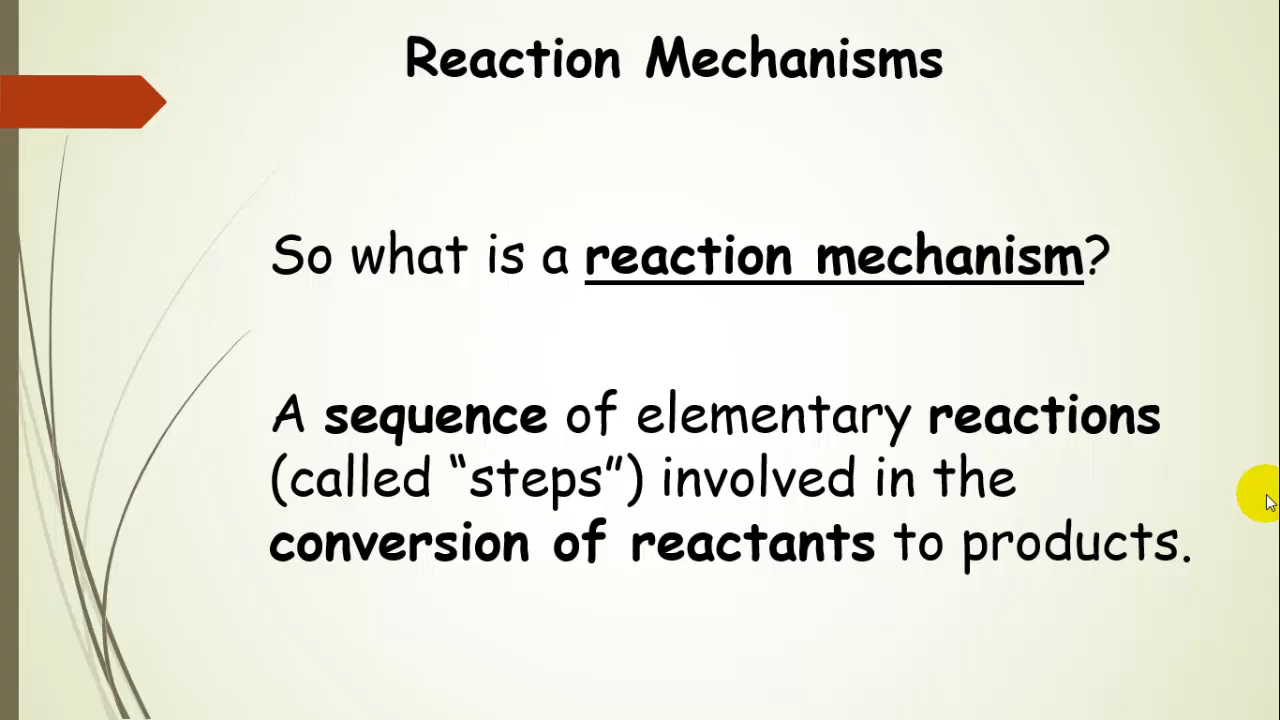 Reaction Mechanisms
So what is a reaction mechanism?
A sequence of elementary reactions
(called “steps”) involved in the
conversion of reactants to products.